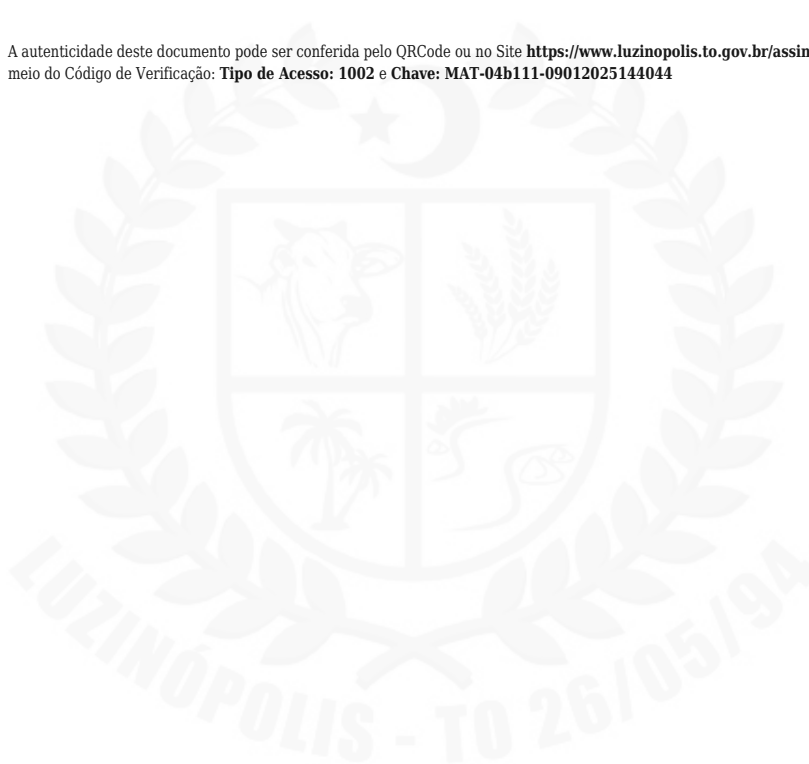 A autenticidade deste documento pode ser conferida pelo QRCode ou no Site https://www.luzinopolis.to.gov.br/assin
meio do Código de Verificação: Tipo de Acesso: 1002 e Chave: MAT-04b111-09012025144044
LUZINÓPOLIS - TO 26/05/94